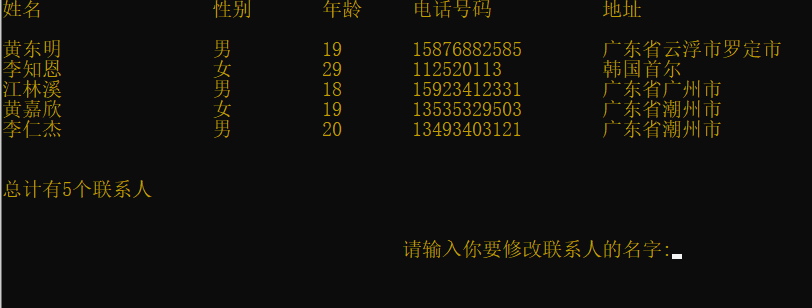 姓名 性别 年龄 电话号码 地址
黄东明 男 19 15876882585 广东省云浮市罗定市
李知恩 女 29 112520113 韩国首尔
江林溪 男 18 15923412331 广东省广州市
黄嘉欣 女 19 13535329503 广东省潮州市
李仁杰 男 20 13493403121 广东省潮州市
总计有5个联系人
请输入你要修改联系人的名字: